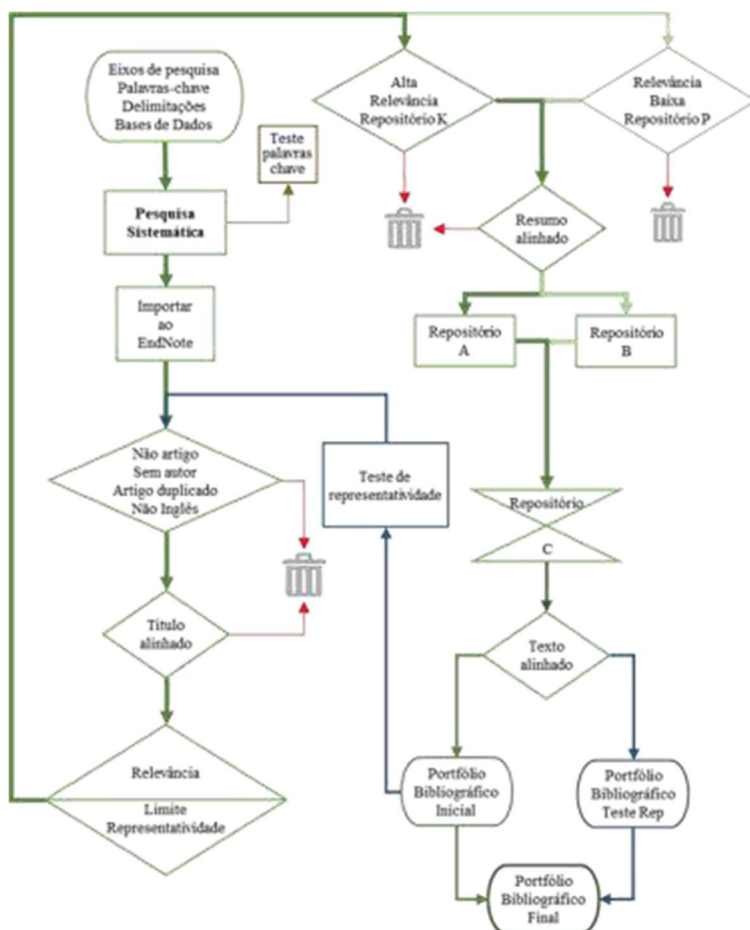 Eixos de pesquisa
Palavras-chave
Delimitações
Bases de Dados
Teste
palavras
chave
Pesquisa
Sistemática
Importar
ao
EndNote
Não artigo
Sem autor
Artigo duplicado
Não Inglês
Título
alinhado
Relevância
Limite
Representatividade
Alta
Relevância
Repositório K
Relevância
Baixa
Repositório P
Resumo
alinhado
Repositório
A
Repositório
B
Teste de
representatividade
Repositório
C
Texto
alinhado
Portfólio
Bibliográfico
Inicial
Portfólio
Bibliográfico
Teste Rep
Portfólio
Bibliográfico
Final